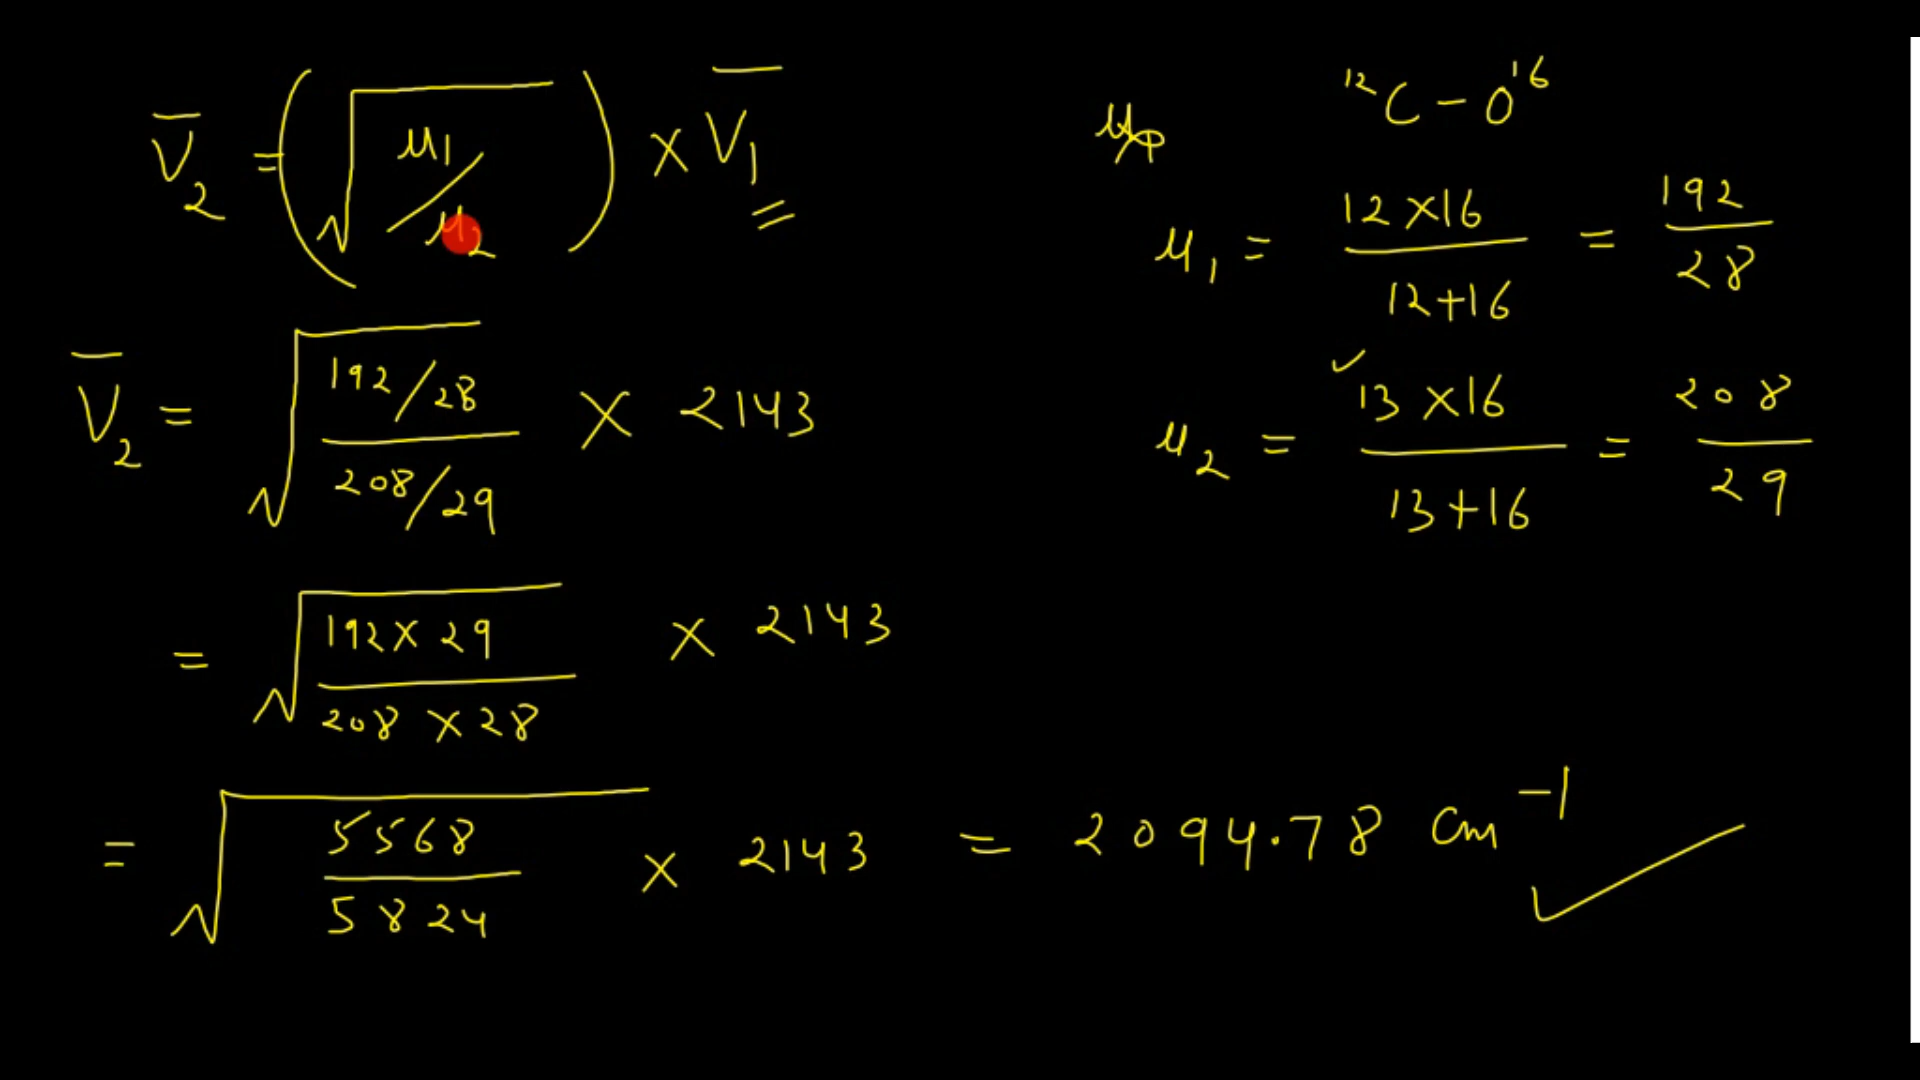 V̅₂ = (√(μ₁/μ₂)) × V̅₁
V̅₂ = √((192/28)/(208/29)) × 2143
= √((192 × 29)/(208 × 28)) × 2143
= √(5568/5824) × 2143 = 2094.78 cm⁻¹
¹²C - O¹⁶
μ₁ = (12 × 16)/(12 + 16) = 192/28
μ₂ = (13 × 16)/(13 + 16) = 208/29